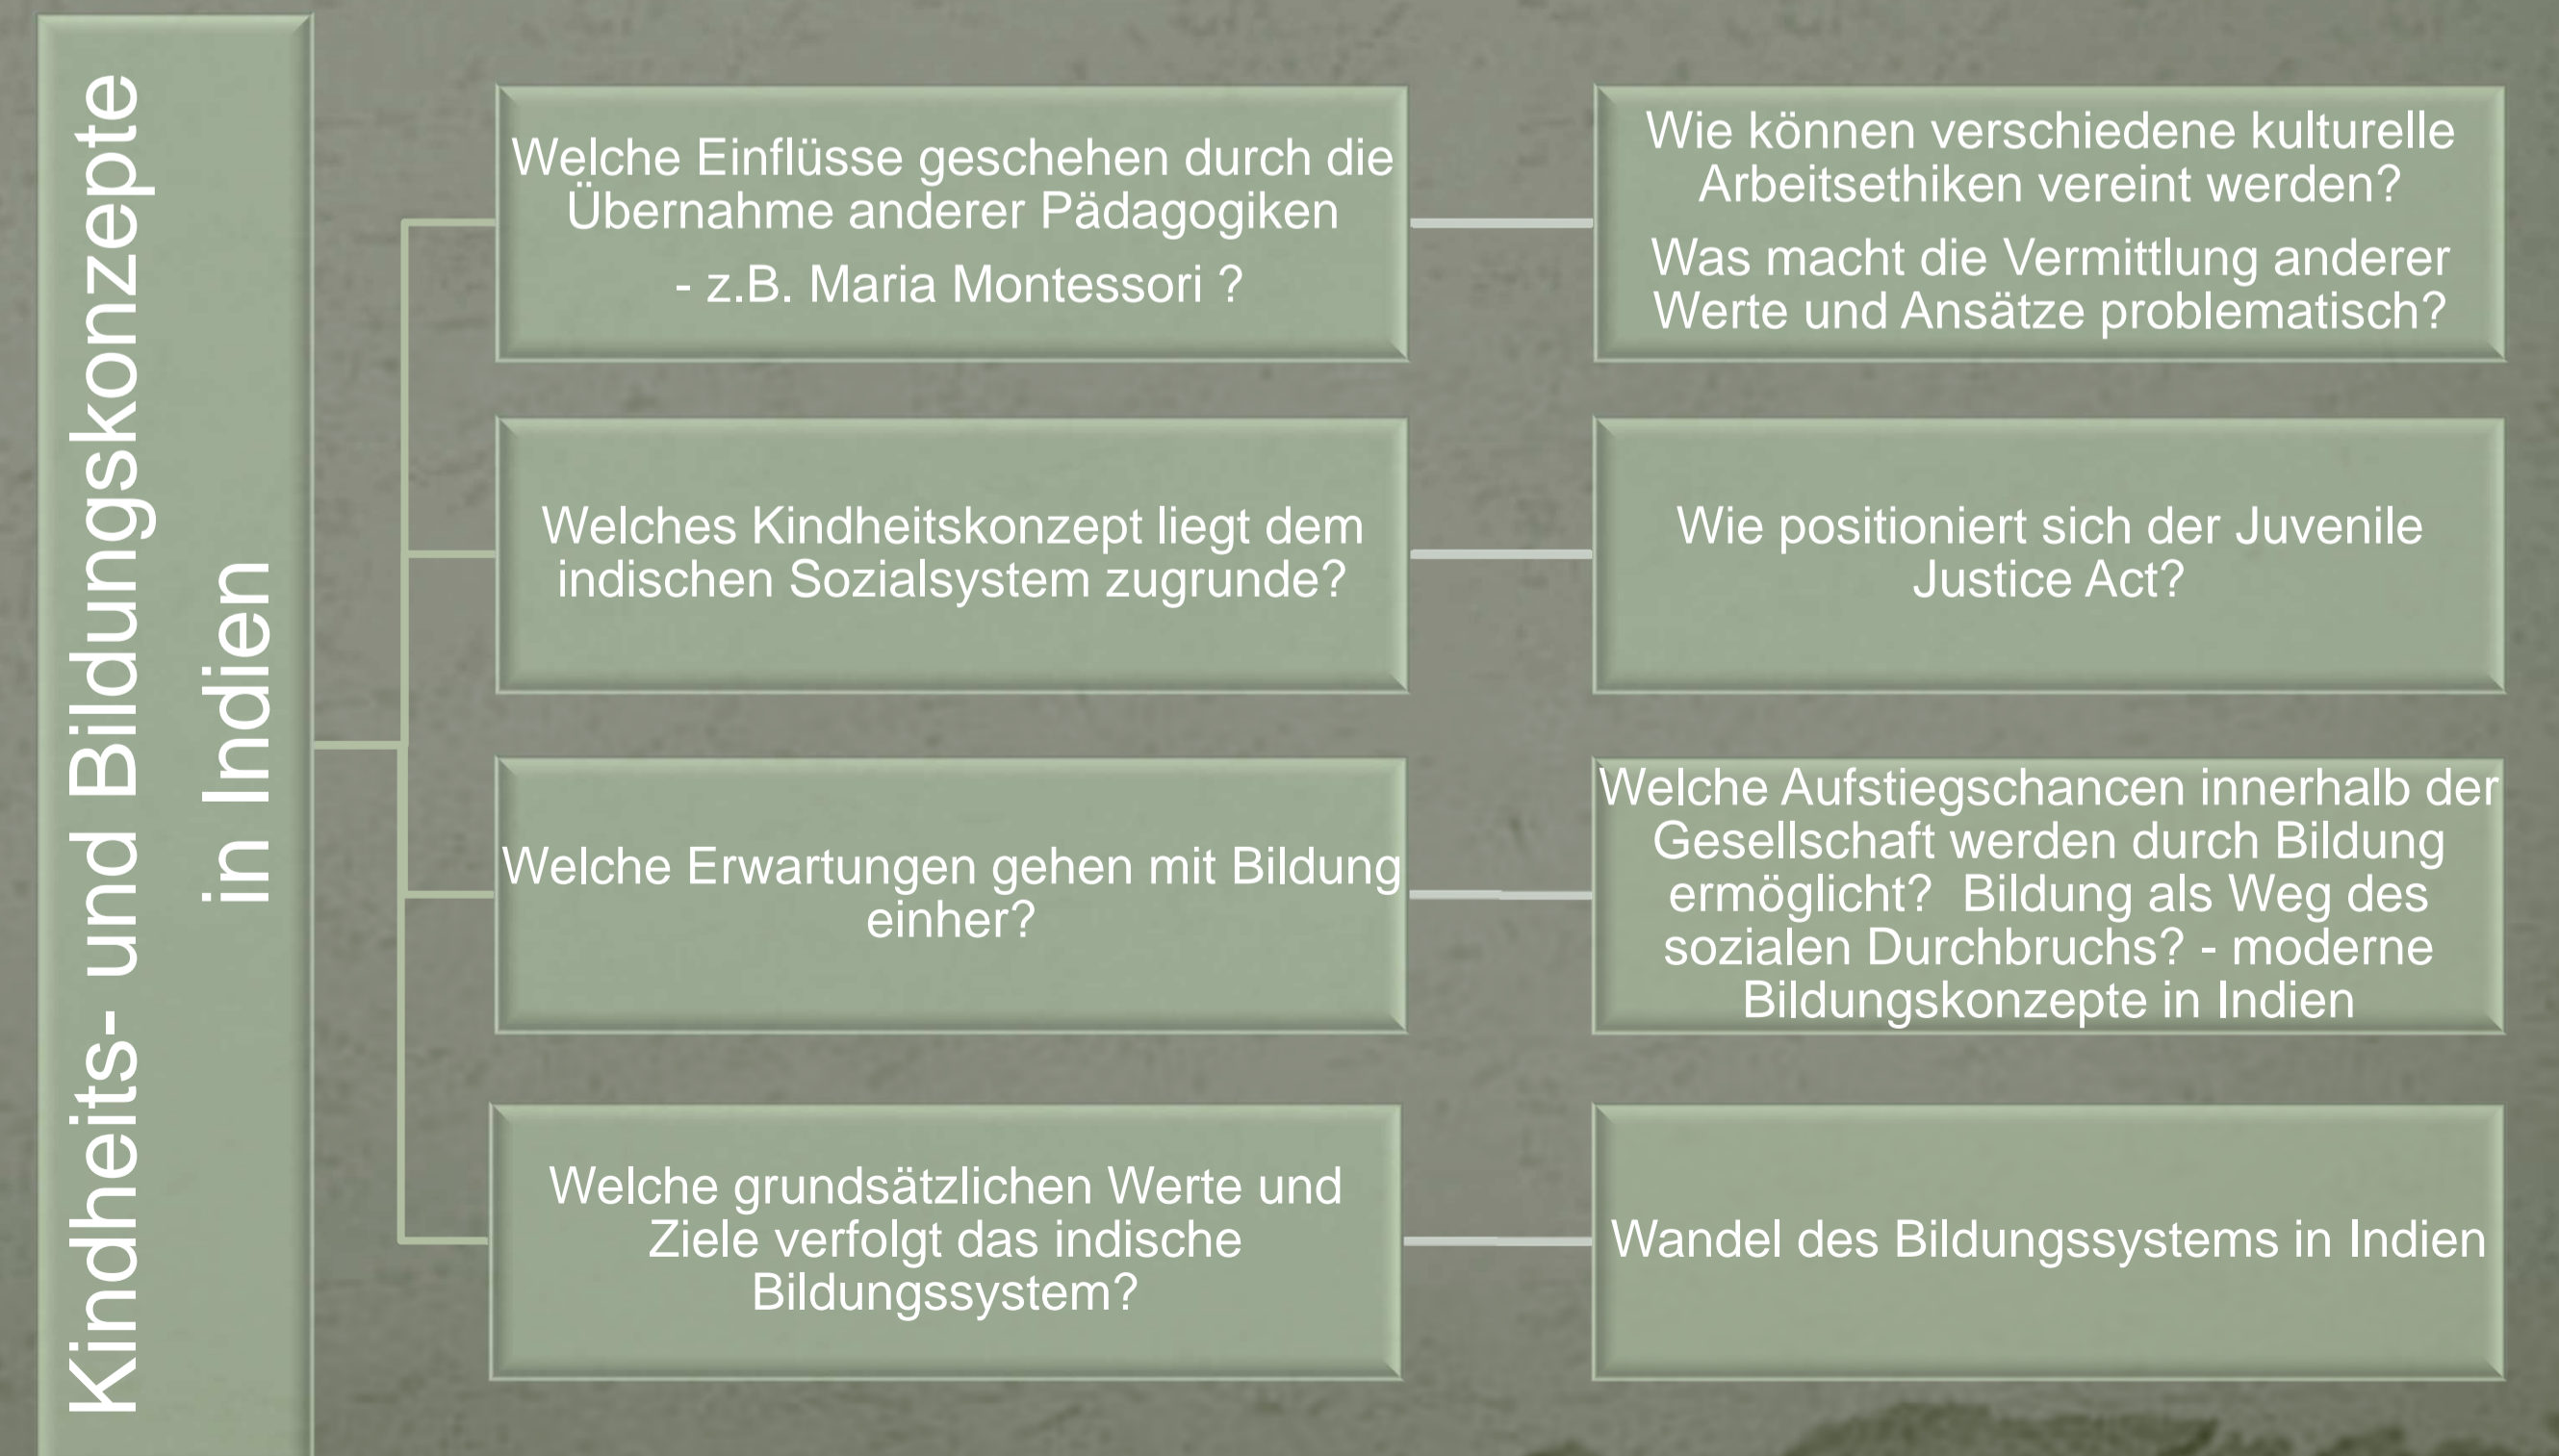 Kindheits- und Bildungskonzepte
in Indien
Welche Einflüsse geschehen durch die
Übernahme anderer Pädagogiken
- z.B. Maria Montessori ?
Wie können verschiedene kulturelle
Arbeitsethiken vereint werden?
Was macht die Vermittlung anderer
Werte und Ansätze problematisch?
Welches Kindheitskonzept liegt dem
indischen Sozialsystem zugrunde?
Wie positioniert sich der Juvenile
Justice Act?
Welche Erwartungen gehen mit Bildung
einher?
Welche Aufstiegschancen innerhalb der
Gesellschaft werden durch Bildung
ermöglicht?  Bildung als Weg des
sozialen Durchbruchs? - moderne
Bildungskonzepte in Indien
Welche grundsätzlichen Werte und
Ziele verfolgt das indische
Bildungssystem?
Wandel des Bildungssystems in Indien